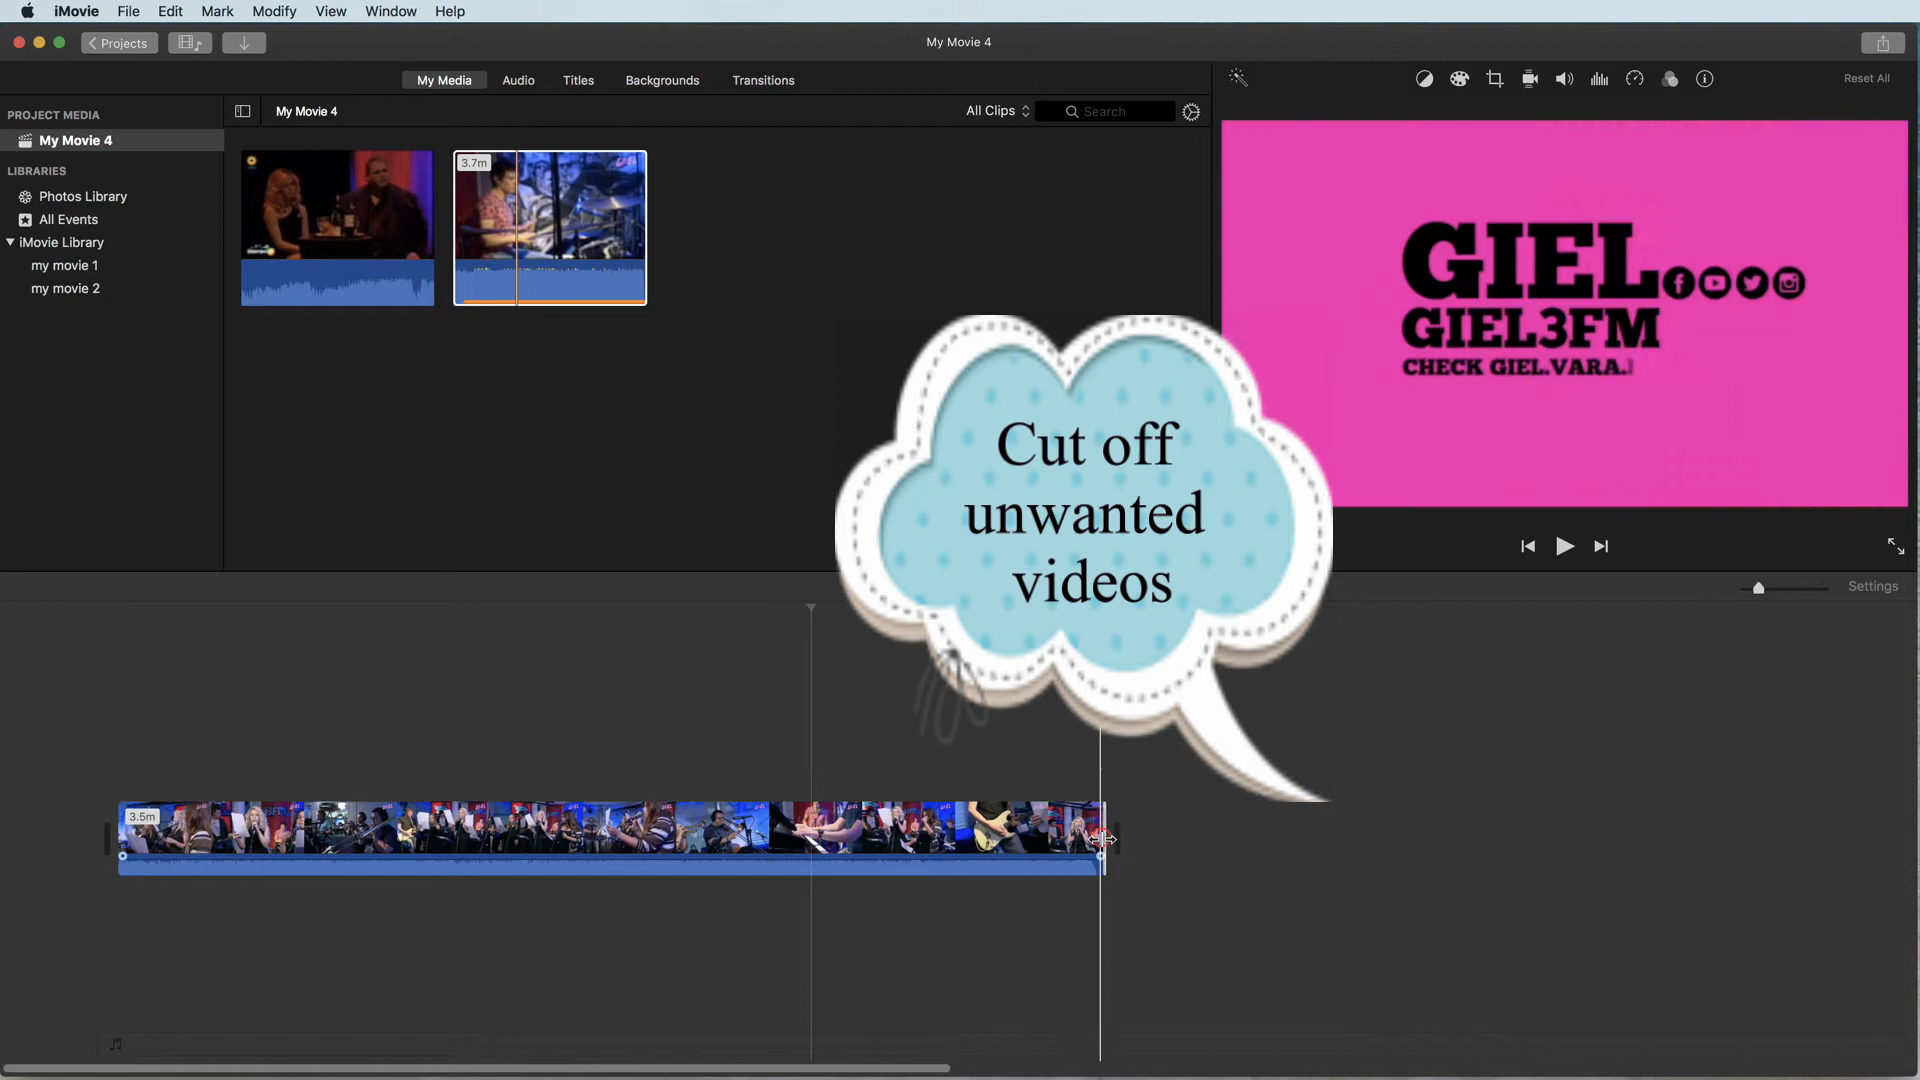 iMovie File Edit Mark Modify View Window Help
Projects
My Movie 4
My Media Audio Titles Backgrounds Transitions
Reset All
PROJECT MEDIA
My Movie 4
All Clips
Search
My Movie 4
LIBRARIES
Photos Library
All Events
iMovie Library
my movie 1
my movie 2
3.7m
GIEL
GIEL3FM
CHECK GIEL.VARA.
Cut off
unwanted
videos
Settings
3.5m